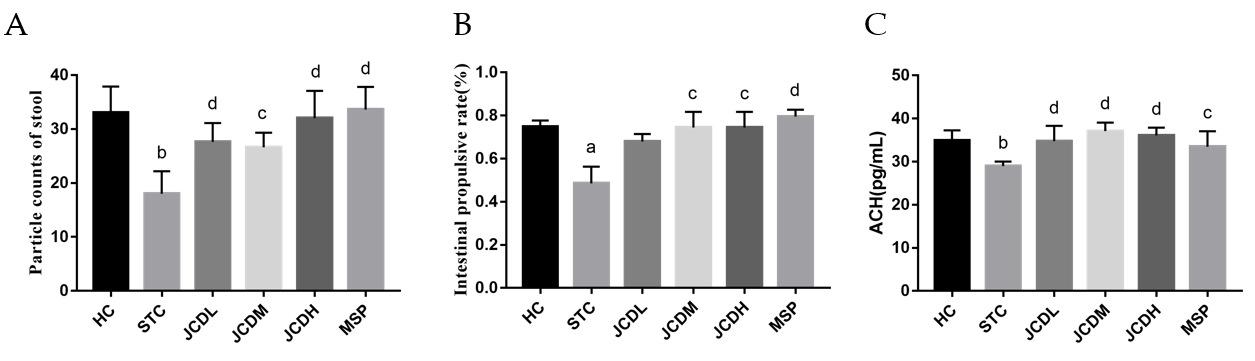 A
Particle counts of stool
40
30
20
10
0
b
d
c
d
d
HC
STC
JCDL
JCDM
JCDH
MSP
B
Intestinal propulsive rate(%)
1.0
0.8
0.6
0.4
0.2
0.0
a
c
c
d
HC
STC
JCDL
JCDM
JCDH
MSP
C
ACH(pg/mL)
50
40
30
20
10
0
b
d
d
d
c
HC
STC
JCDL
JCDM
JCDH
MSP